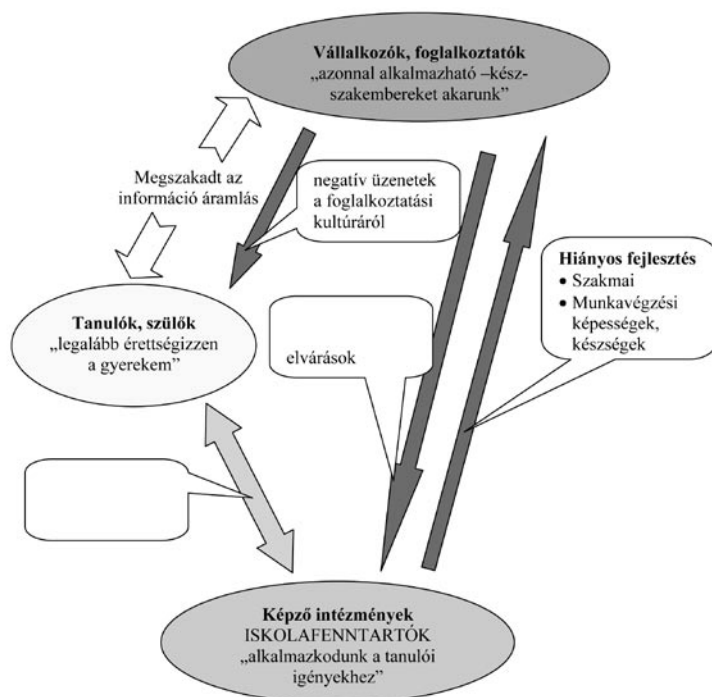 Vállalkozók, foglalkoztatók
„azonnal alkalmazható –kész-
szakembereket akarunk”
Megszakadt az
információ áramlás
negatív üzenetek
a foglalkoztatási
kultúráról
Hiányos fejlesztés
• Szakmai
• Munkavégzési
képességek,
készségek
Tanulók, szülők
„legalább érettségizzen
a gyerekem”
elvárások
Képző intézmények
ISKOLAFENNTARTÓK
„alkalmazkodunk a tanulói
igényekhez”